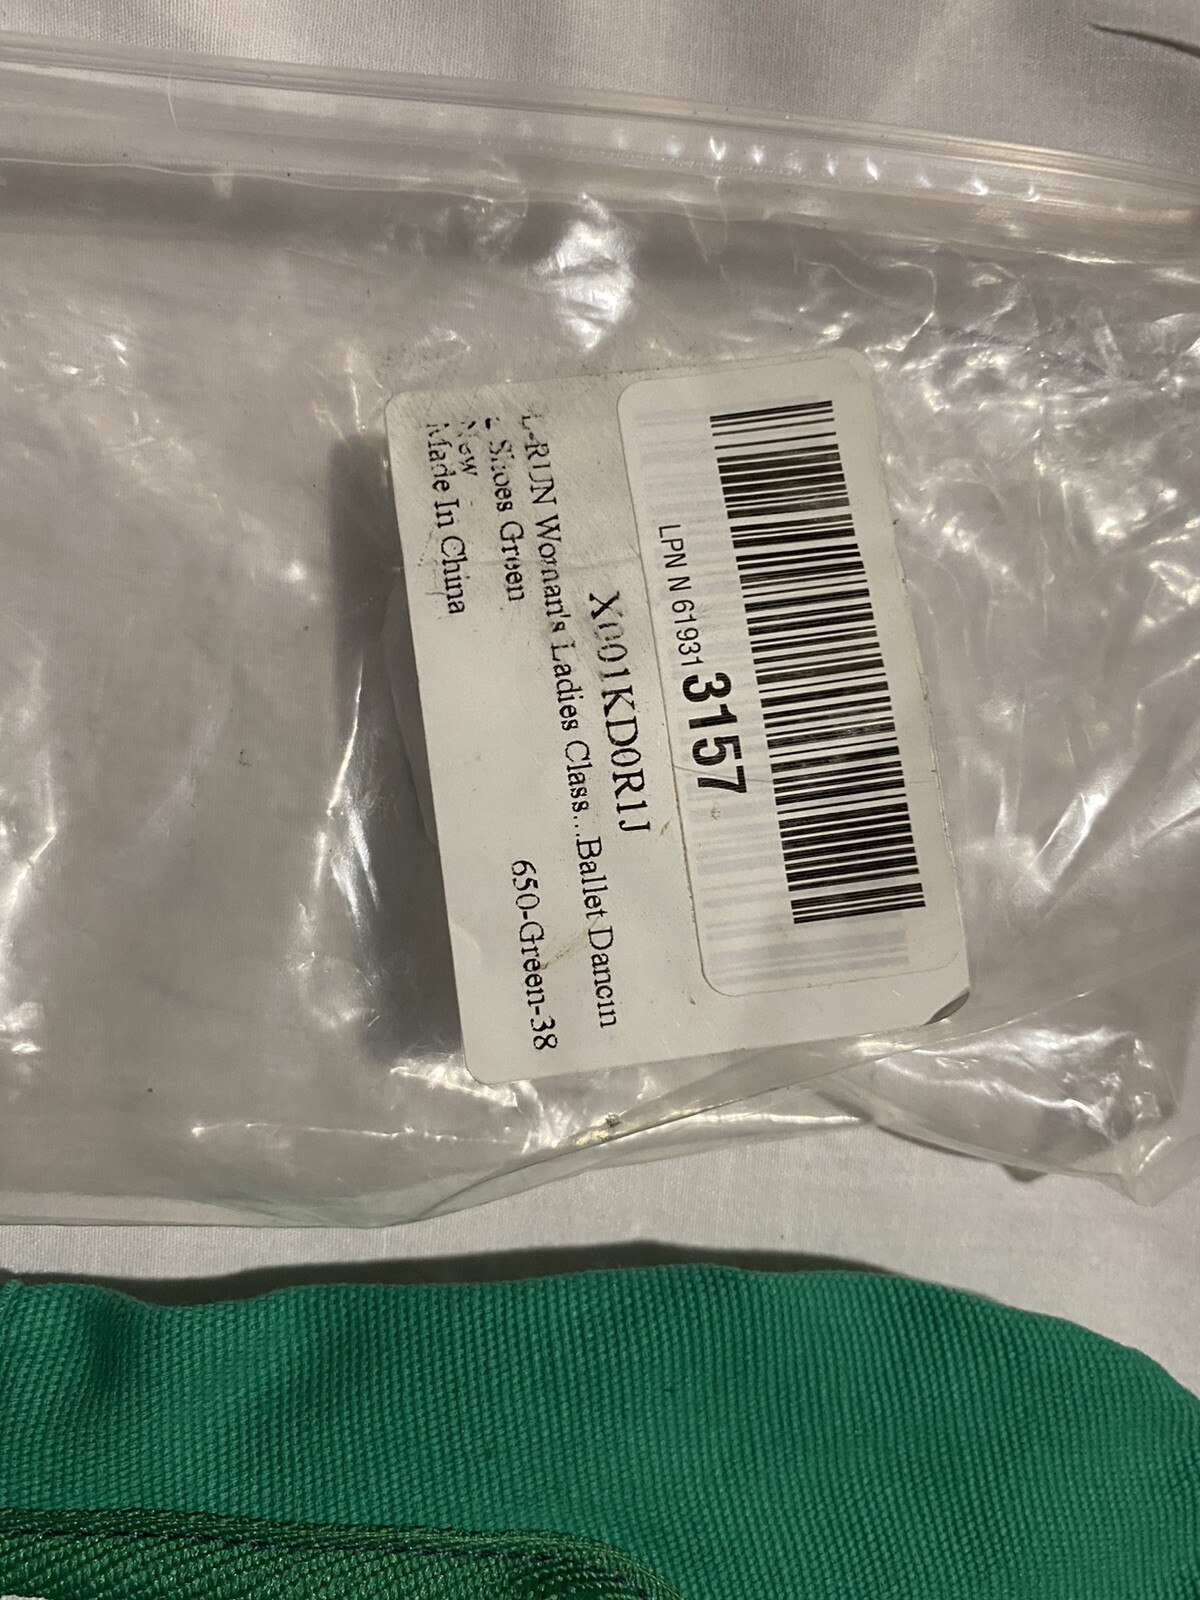 LPN N 61931 3157
X001KD0R1J
L-RUN Woman's Ladies Class...Ballet Dancin
Shoes Green 650-Green-38
New
Made In China